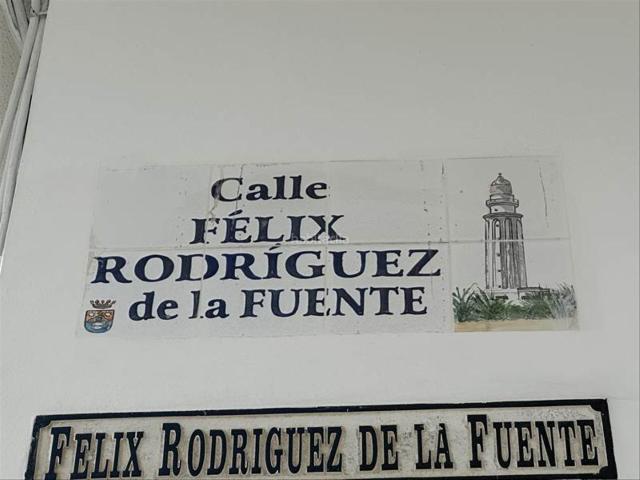 Calle
FÉLIX
RODRÍGUEZ
de la FUENTE
FELIX RODRIGUEZ DE LA FUENTE